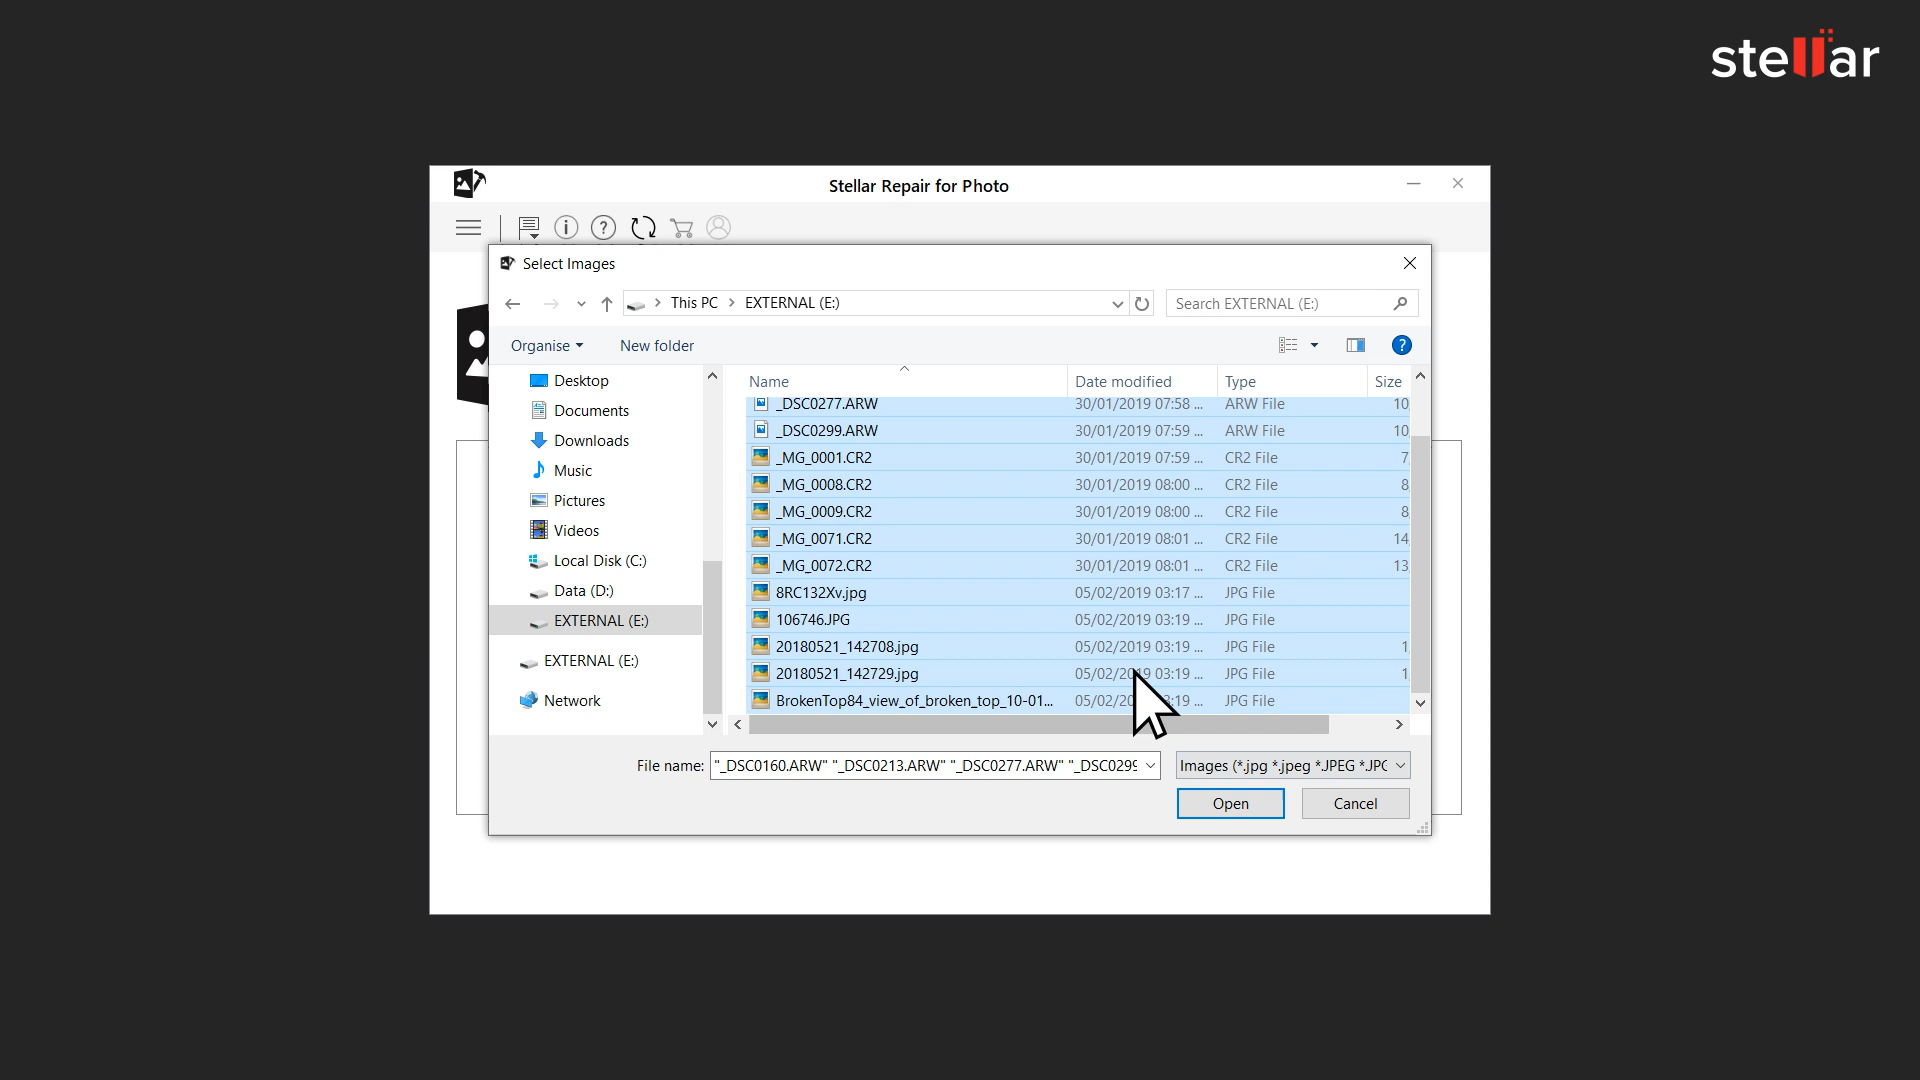 stellar
Stellar Repair for Photo
Select Images
This PC > EXTERNAL (E:)
Search EXTERNAL (E:)
Organise New folder
Name Date modified Type Size
Desktop
Documents
Downloads
Music
Pictures
Videos
Local Disk (C:)
Data (D:)
EXTERNAL (E:)
EXTERNAL (E:)
Network
_DSC0277.ARW 30/01/2019 07:58 ... ARW File 10
_DSC0299.ARW 30/01/2019 07:59 ... ARW File 10
_MG_0001.CR2 30/01/2019 07:59 ... CR2 File 7
_MG_0008.CR2 30/01/2019 08:00 ... CR2 File 8
_MG_0009.CR2 30/01/2019 08:00 ... CR2 File 8
_MG_0071.CR2 30/01/2019 08:01 ... CR2 File 14
_MG_0072.CR2 30/01/2019 08:01 ... CR2 File 13
8RC132Xv.jpg 05/02/2019 03:17 ... JPG File
106746.JPG 05/02/2019 03:19 ... JPG File
20180521_142708.jpg 05/02/2019 03:19 ... JPG File 1
20180521_142729.jpg 05/02/2019 03:19 ... JPG File 1
BrokenTop84_view_of_broken_top_10-01... JPG File
File name: "_DSC0160.ARW" "_DSC0213.ARW" "_DSC0277.ARW" "_DSC0299
Images (*.jpg *.jpeg *.JPEG *.JPG
Open Cancel